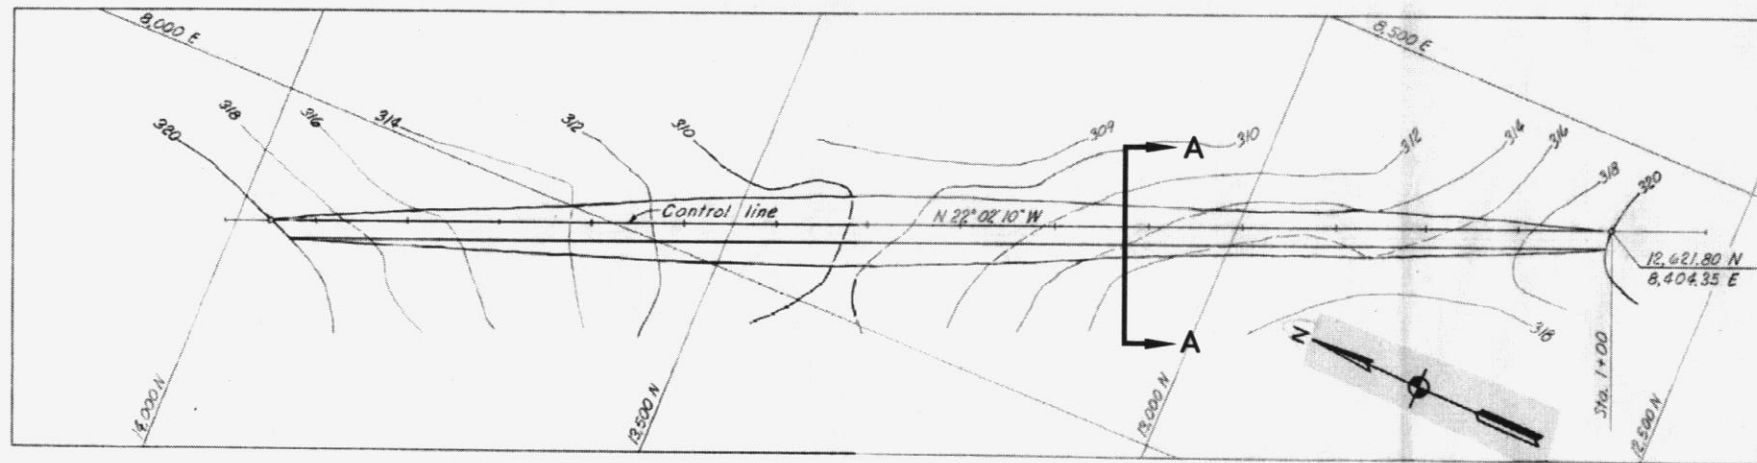 8,000 E
8,500 E
320
318
316
314
312
310
309
A
310
312
314
316
318
320
Control line
N 22° 02' 10" W
12,621.80 N
8,404.35 E
A
318
N
Sta. 1+00
14,000 N
13,500 N
13,000 N
12,500 N